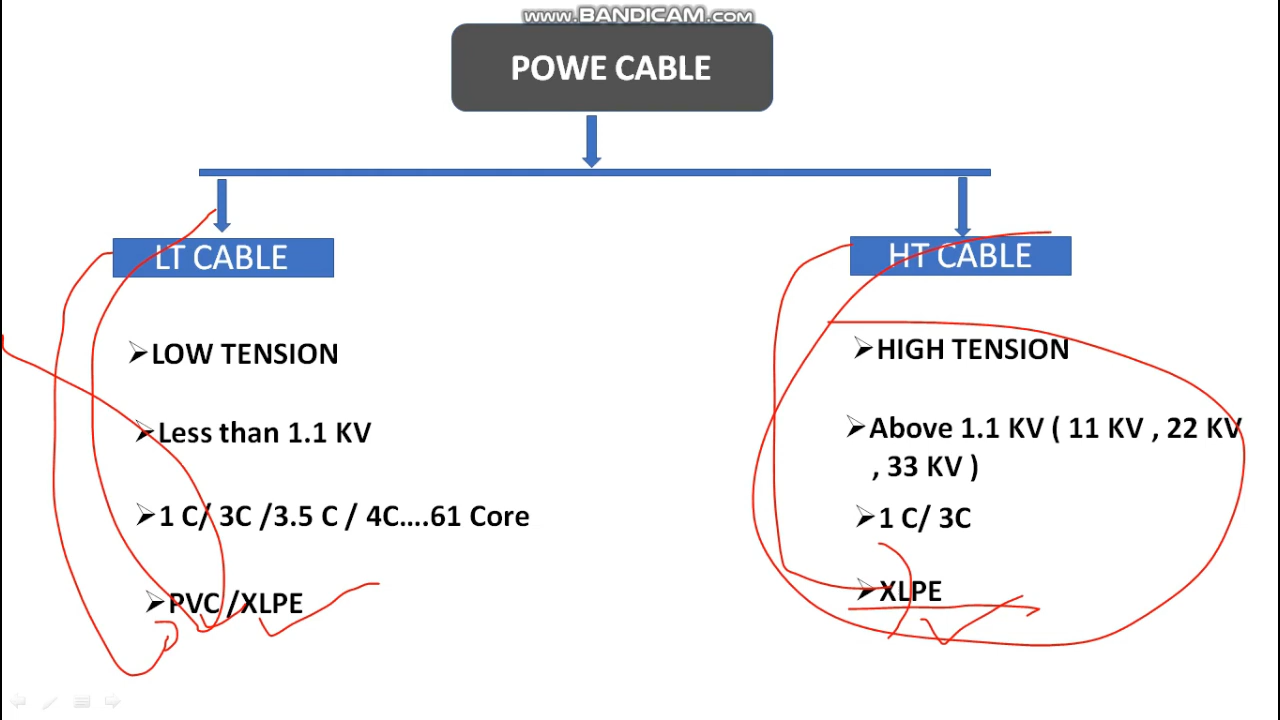 www.BANDICAM.com
POWE CABLE
LT CABLE
➢LOW TENSION
➢Less than 1.1 KV
➢1 C/ 3C /3.5 C / 4C....61 Core
➢PVC /XLPE
HT CABLE
➢HIGH TENSION
➢Above 1.1 KV ( 11 KV , 22 KV
, 33 KV )
➢1 C/ 3C
➢XLPE